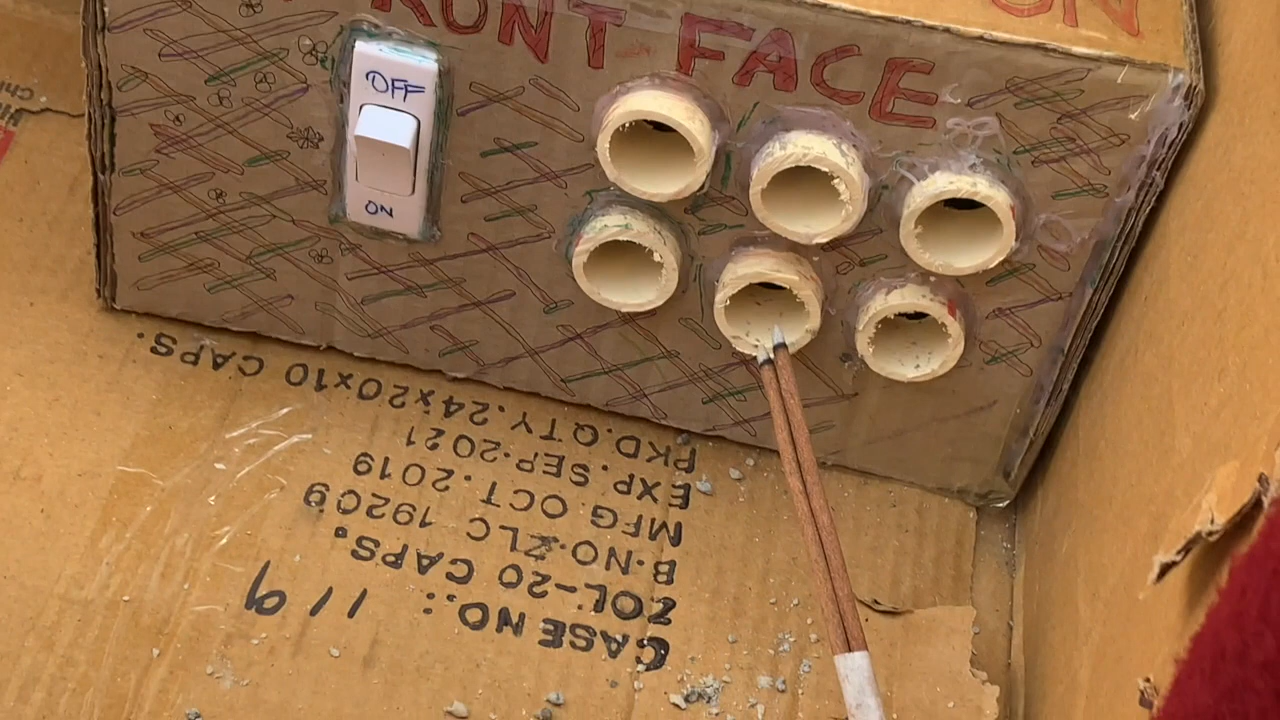 FRONT FACE
OFF
ON
CASE NO.: 119
ZOL-20 CAPS.
B.NO.ZLC 19209
MFG OCT.2019
EXP.SEP.2021
PKD.QTY.24x20x10 CAPS.